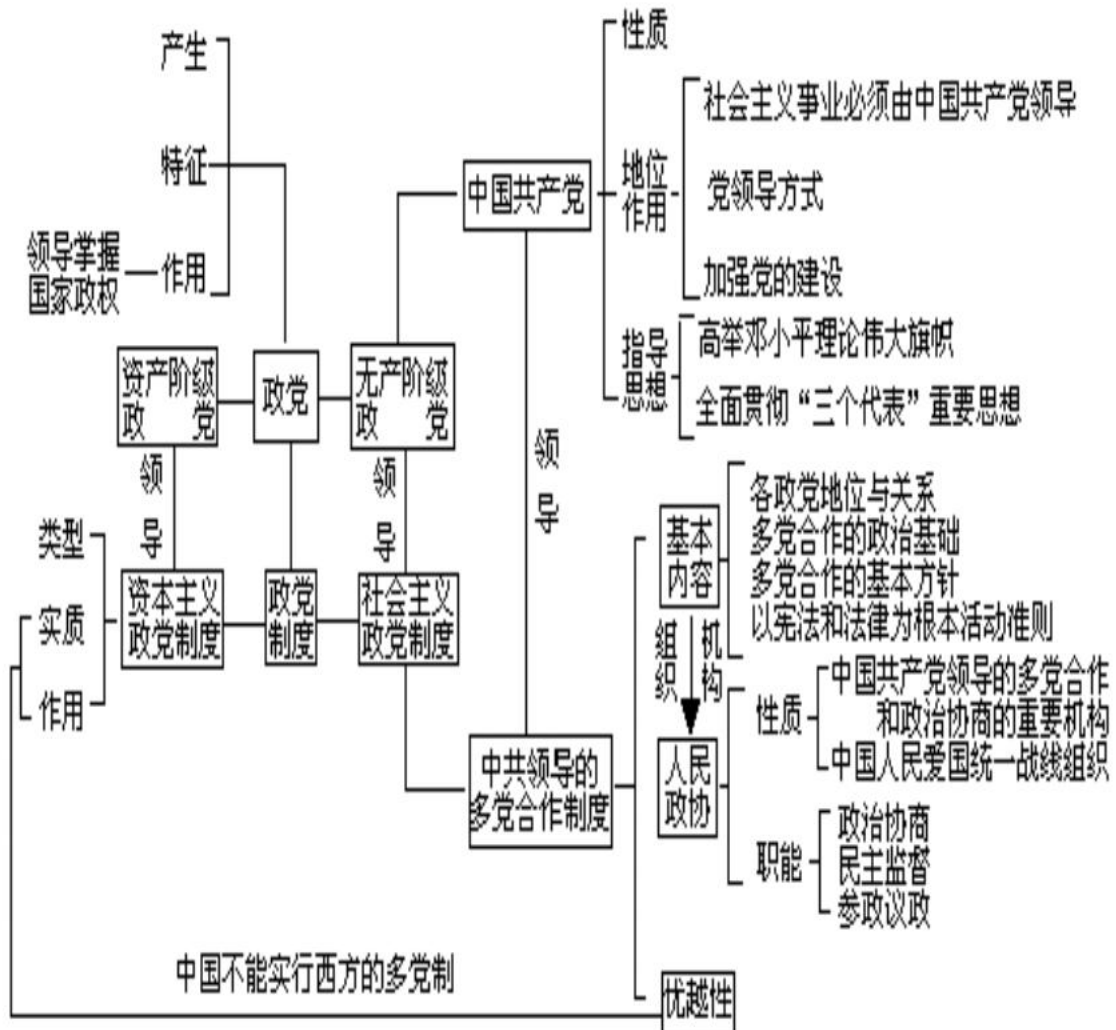 产生
特征
领导掌握
国家政权
作用
资产阶级
政党
政党
无产阶级
政党
领导
领导
类型
实质
作用
资本主义
政党制度
政党
制度
社会主义
政党制度
中国共产党
性质
地位
作用
社会主义事业必须由中国共产党领导
党领导方式
加强党的建设
指导
思想
高举邓小平理论伟大旗帜
全面贯彻“三个代表”重要思想
领导
中共领导的
多党合作制度
基本
内容
各政党地位与关系
多党合作的政治基础
多党合作的基本方针
以宪法和法律为根本活动准则
组织
机构
人民
政协
性质
中国共产党领导的多党合作
和政治协商的重要机构
中国人民爱国统一战线组织
职能
政治协商
民主监督
参政议政
中国不能实行西方的多党制
优越性